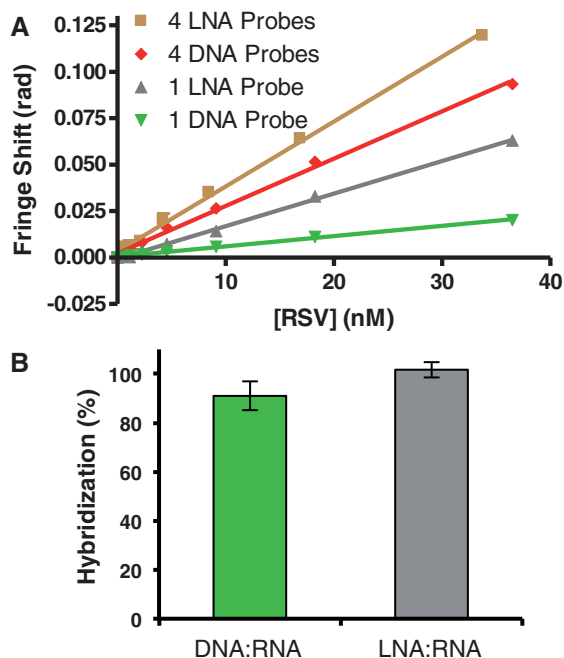 A
Fringe Shift (rad)
0.125
0.100
0.075
0.050
0.025
0.000
-0.025
4 LNA Probes
4 DNA Probes
1 LNA Probe
1 DNA Probe
0 10 20 30 40
[RSV] (nM)
B
Hybridization (%)
100
80
60
40
20
0
DNA:RNA LNA:RNA